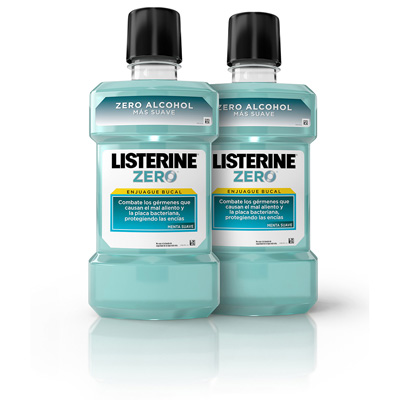 ZERO ALCOHOL
MÁS SUAVE
LISTERINE
ZERO
ENJUAGUE BUCAL
Combate los gérmenes que
causan el mal aliento y
la placa bacteriana,
protegiendo las encías
MENTA SUAVE
ZERO ALCOHOL
MÁS SUAVE
LISTERINE
ZERO
ENJUAGUE BUCAL
Combate los gérmenes que
causan el mal aliento y
la placa bacteriana,
protegiendo las encías
MENTA SUAVE